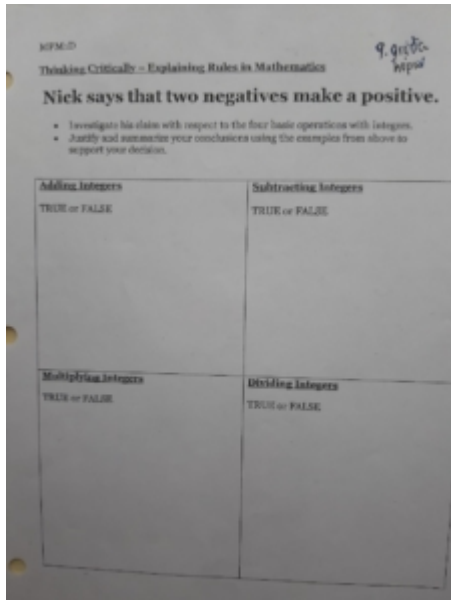 Thinking Critically – Explaining Rules in Mathematics
Nick says that two negatives make a positive.
• Investigate his claim with respect to the four basic operations with integers.
• Justify and summarize your conclusions using the examples from above to
support your decision.
Adding Integers
TRUE or FALSE
Subtracting Integers
TRUE or FALSE
Multiplying Integers
TRUE or FALSE
Dividing Integers
TRUE or FALSE